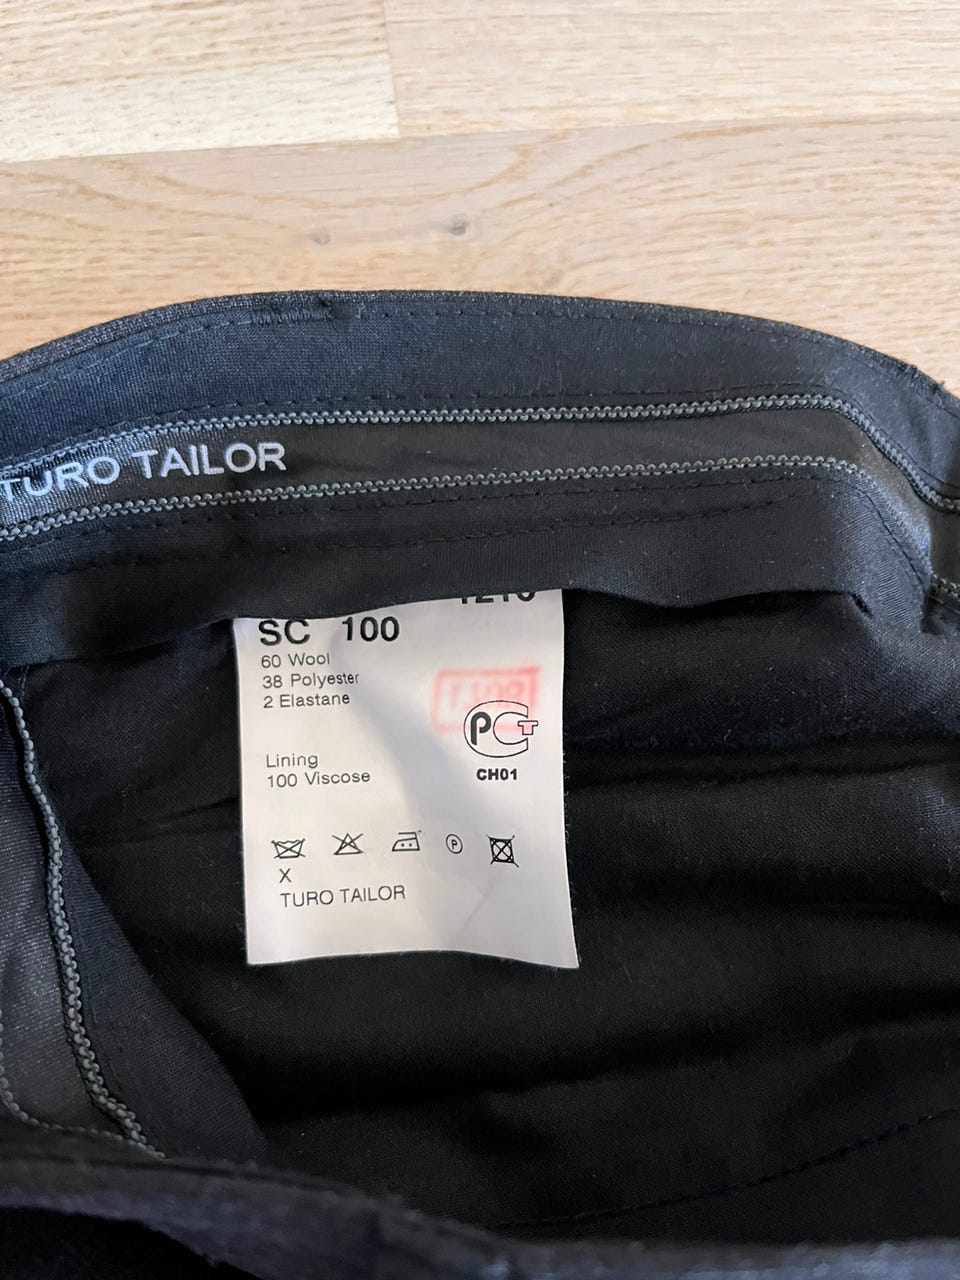 TURO TAILOR
SC 100
60 Wool
38 Polyester
2 Elastane
Lining
100 Viscose
PCT
CH01
P
X
TURO TAILOR